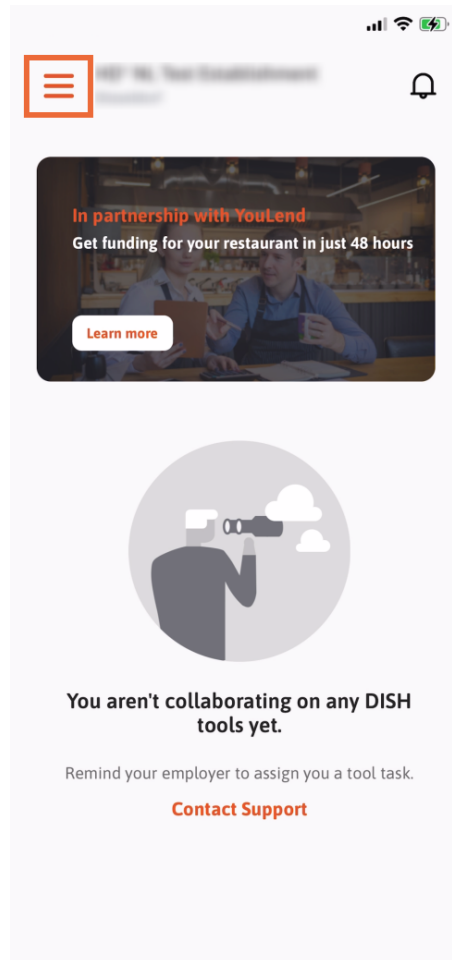 In partnership with YouLend
Get funding for your restaurant in just 48 hours
Learn more
You aren't collaborating on any DISH
tools yet.
Remind your employer to assign you a tool task.
Contact Support